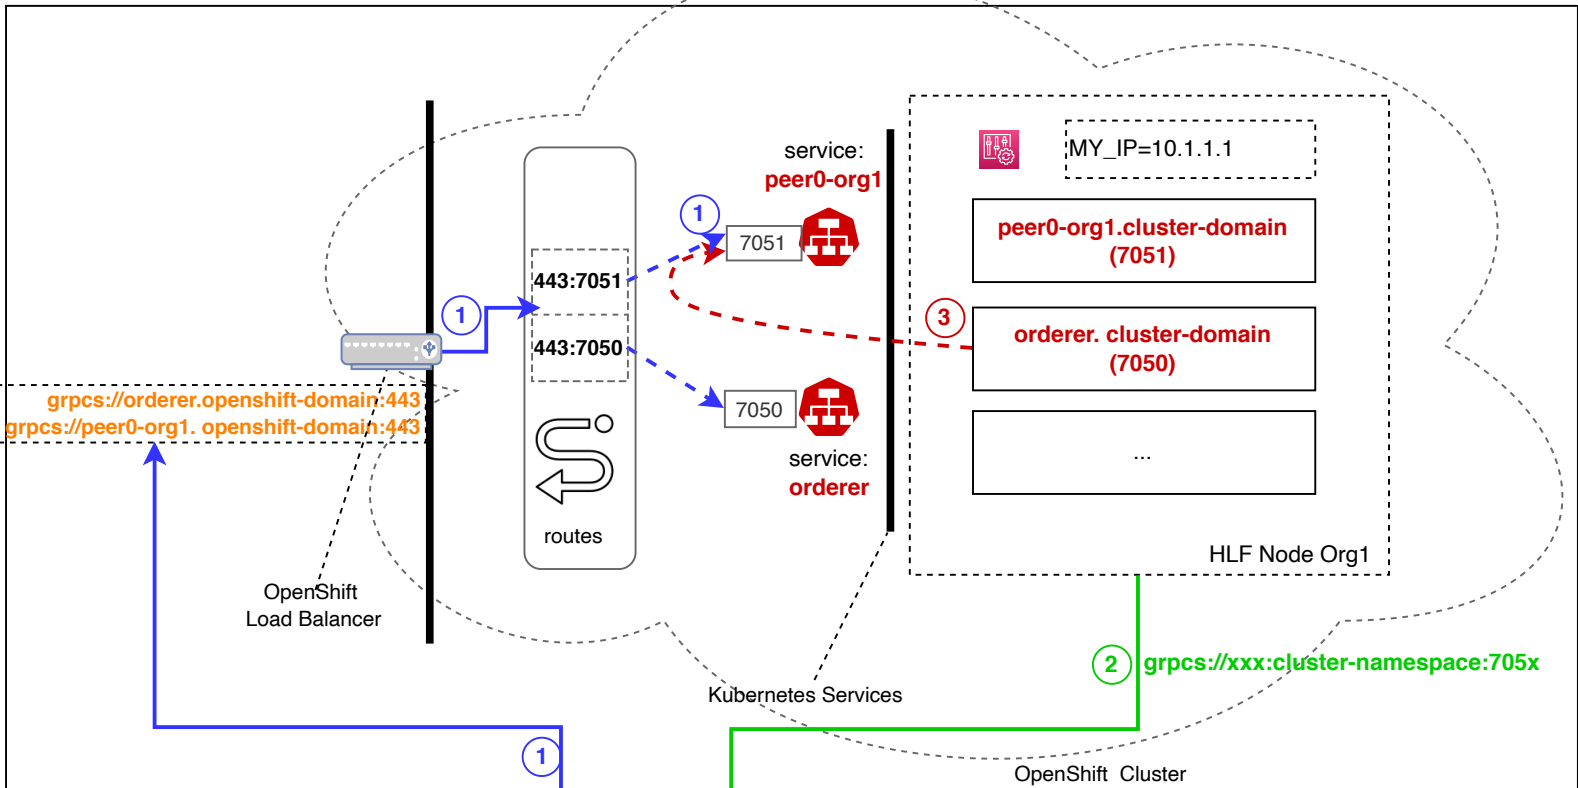 service:
peer0-org1
MY_IP=10.1.1.1
1
7051
peer0-org1.cluster-domain
(7051)
443:7051
1
3
orderer. cluster-domain
(7050)
443:7050
grpcs://orderer.openshift-domain:443
grpcs://peer0-org1. openshift-domain:443
7050
service:
orderer
...
routes
HLF Node Org1
OpenShift
Load Balancer
2
grpcs://xxx:cluster-namespace:705x
Kubernetes Services
1
OpenShift Cluster